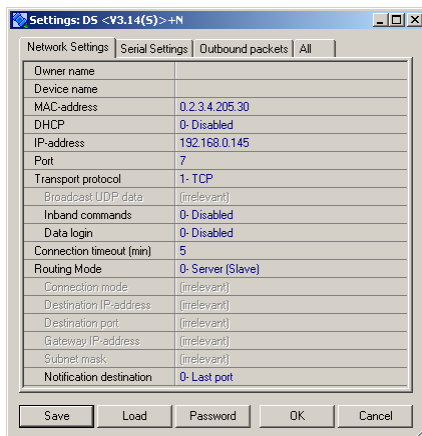 Settings: DS <V3.14(S)>+N
Network Settings Serial Settings Outbound packets All
Owner name
Device name
MAC-address 0.2.3.4.205.30
DHCP 0- Disabled
IP-address 192.168.0.145
Port 7
Transport protocol 1- TCP
Broadcast UDP data (irrelevant)
Inband commands 0- Disabled
Data login 0- Disabled
Connection timeout (min) 5
Routing Mode 0- Server (Slave)
Connection mode (irrelevant)
Destination IP-address (irrelevant)
Destination port (irrelevant)
Gateway IP-address (irrelevant)
Subnet mask (irrelevant)
Notification destination 0- Last port
Save Load Password OK Cancel